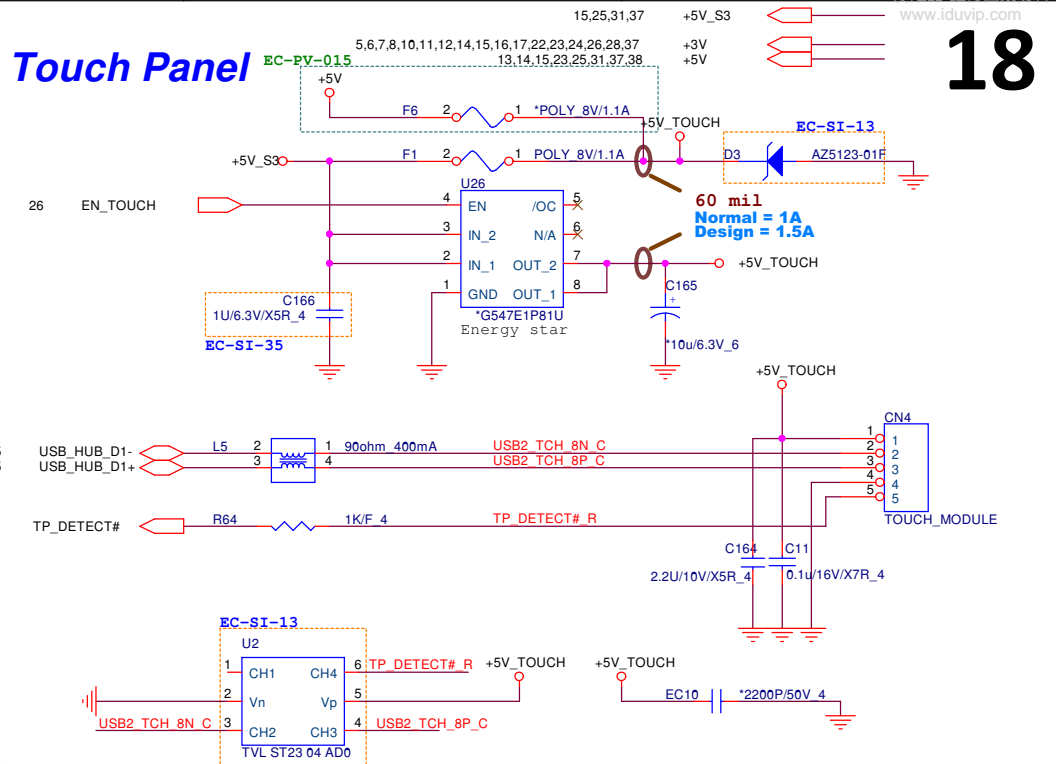 www.iduvip.com
18
15,25,31,37 +5V_S3
5,6,7,8,10,11,12,14,15,16,17,22,23,24,26,28,37 +3V
13,14,15,23,25,31,37,38 +5V
Touch Panel
EC-PV-015
+5V
F6 2 1 *POLY_8V/1.1A
+5V_TOUCH
EC-SI-13
+5V_S3 F1 2 1 POLY_8V/1.1A D3 AZ5123-01F
U26
60 mil
Normal = 1A
Design = 1.5A
26 EN_TOUCH 4 EN /OC 5
3 IN_2 N/A 6
2 IN_1 OUT_2 7 +5V_TOUCH
1 GND OUT_1 8
*G547E1P81U
Energy star
C166
1U/6.3V/X5R_4
EC-SI-35
C165
+
*10u/6.3V_6
+5V_TOUCH
CN4
USB_HUB_D1- L5 2 1 90ohm_400mA USB2_TCH_8N_C
USB_HUB_D1+ 3 4 USB2_TCH_8P_C
1 1
2 2
3 3
4 4
5 5
TOUCH_MODULE
TP_DETECT# R64 1K/F_4 TP_DETECT#_R
C164 C11
2.2U/10V/X5R_4 0.1u/16V/X7R_4
EC-SI-13
U2
1 CH1 CH4 6 TP_DETECT#_R +5V_TOUCH
2 Vn Vp 5
USB2_TCH_8N_C 3 CH2 CH3 4 USB2_TCH_8P_C
TVL ST23 04 AD0
+5V_TOUCH
EC10 *2200P/50V_4